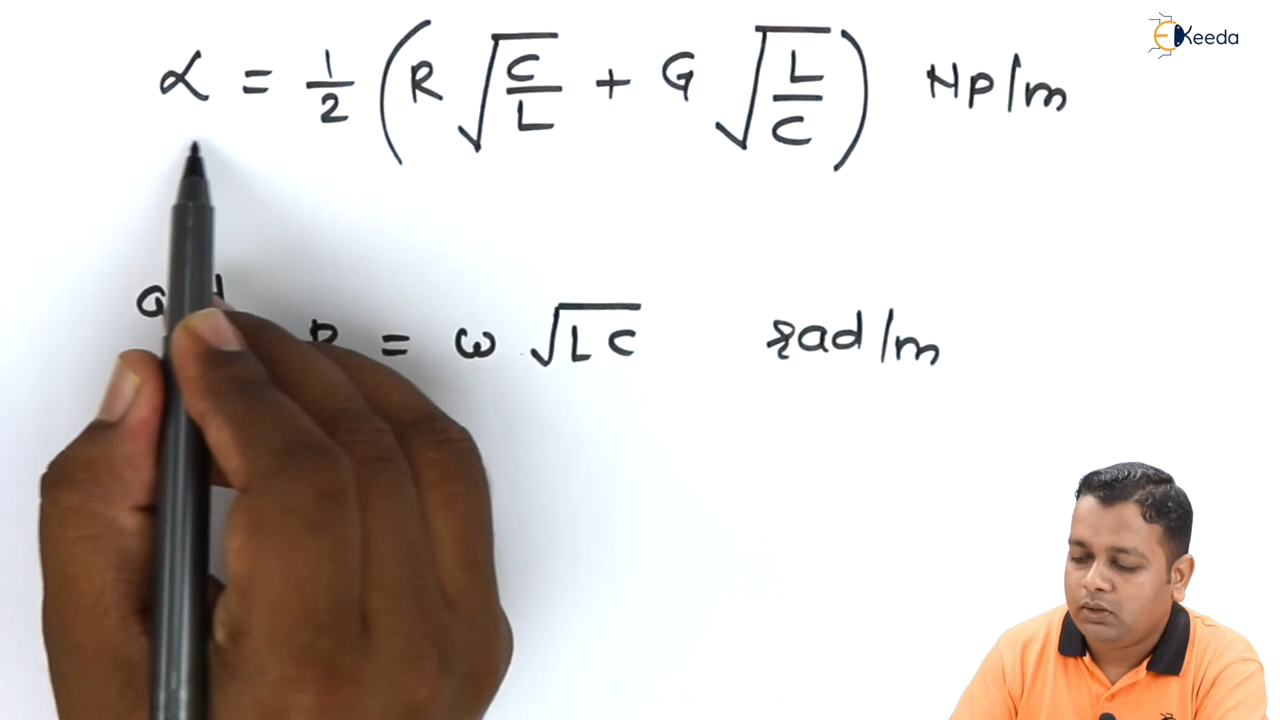 EKeeda
α = 1/2 (R √(C/L) + G √(L/C)) Np/m
= ω √LC rad/m